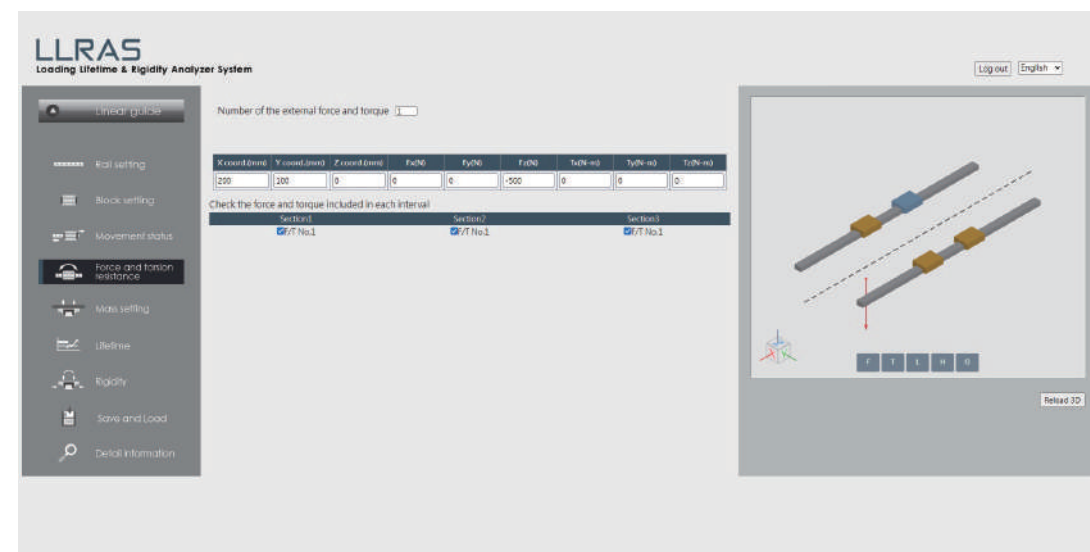 LLRAS
Loading Lifetime & Rigidity Analyzer System
Log out English
Linear guide
Number of the external force and torque 1
Rail setting
X coord.(mm) Y coord.(mm) Z coord.(mm) Fx(N) Fy(N) Fz(N) Tx(N-m) Ty(N-m) Tz(N-m)
0 0 0 -500 0 0 0
Block setting
Check the force and torque included in each interval
Section1 Section2 Section3
F/T No.1 F/T No.1 F/T No.1
Movement status
Force and torsion
resistance
Mass setting
Lifetime
Rigidity
F T
Reload 3D
Save and Load
Detail information